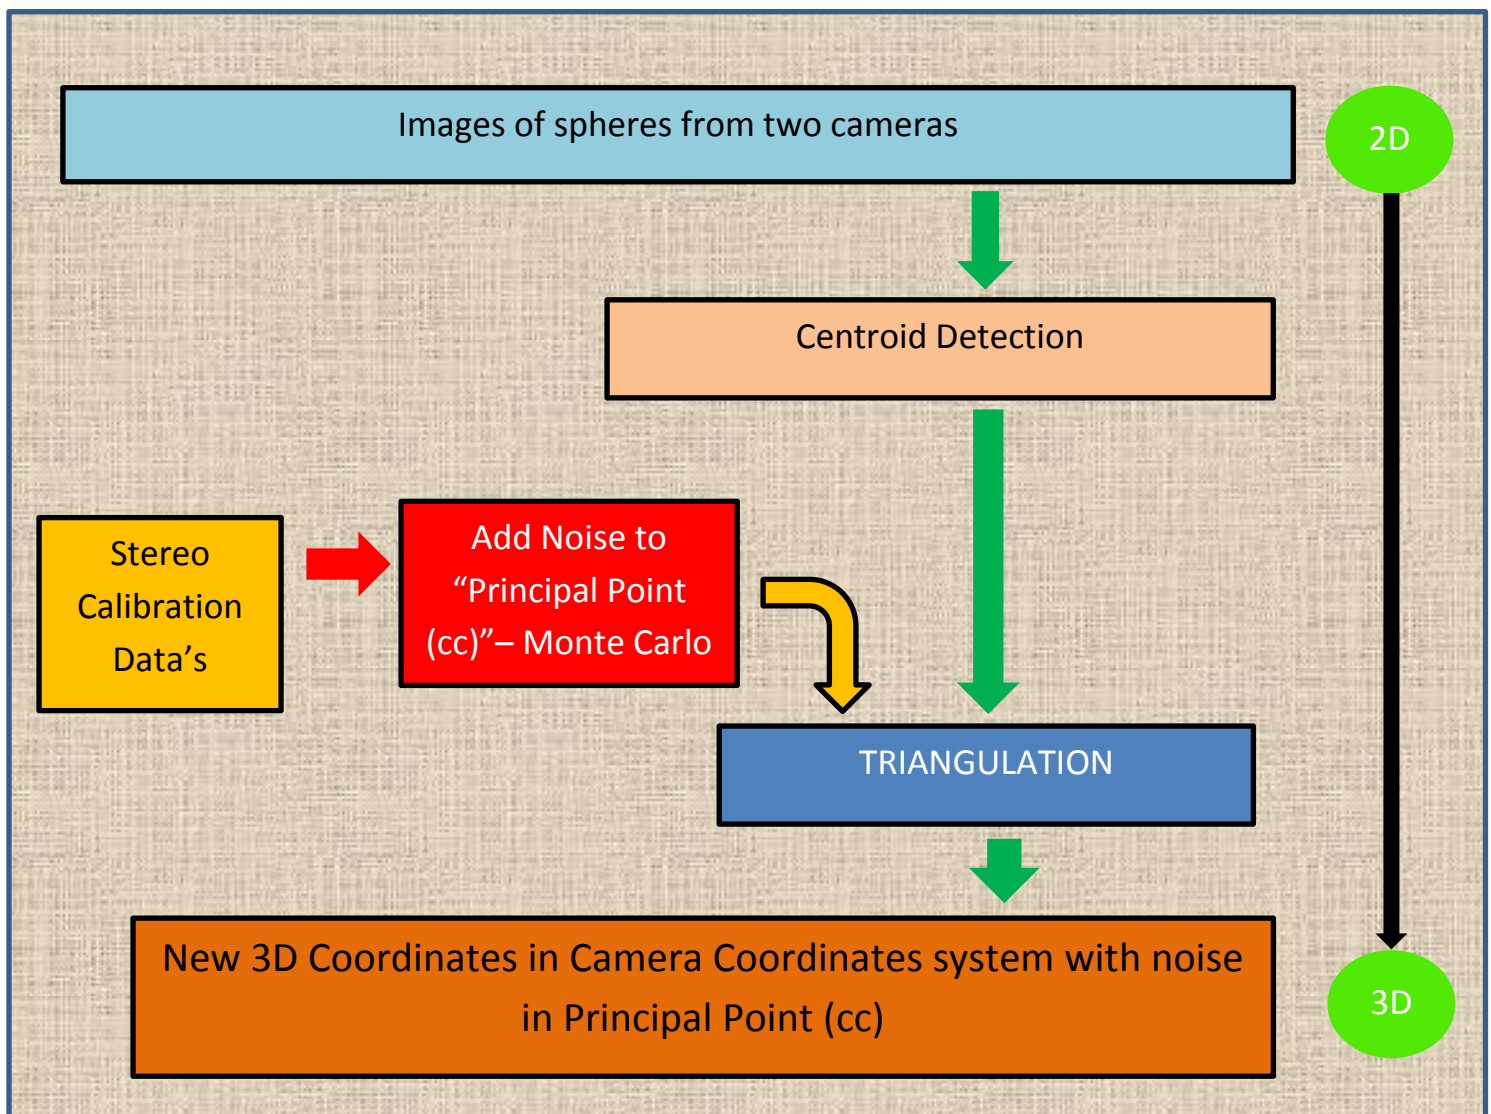 Images of spheres from two cameras
2D
Centroid Detection
Stereo
Calibration
Data’s
Add Noise to
“Principal Point
(cc)”– Monte Carlo
TRIANGULATION
New 3D Coordinates in Camera Coordinates system with noise
in Principal Point (cc)
3D